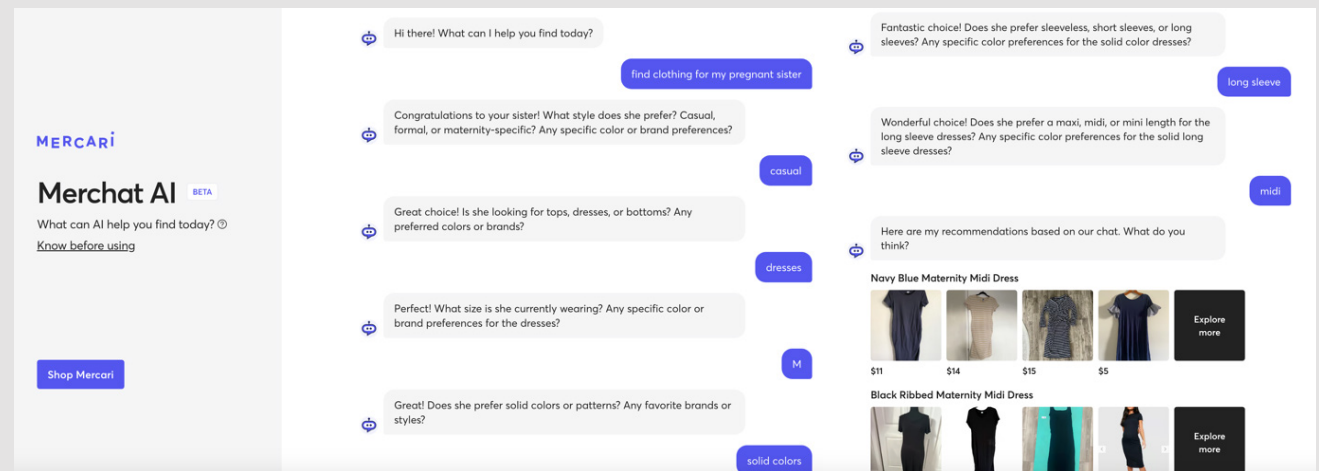 MERCARI
Merchat AI BETA
What can AI help you find today?
Know before using
Shop Mercari
Hi there! What can I help you find today?
find clothing for my pregnant sister
Congratulations to your sister! What style does she prefer? Casual,
formal, or maternity-specific? Any specific color or brand preferences?
casual
Great choice! Is she looking for tops, dresses, or bottoms? Any
preferred colors or brands?
dresses
Perfect! What size is she currently wearing? Any specific color or
brand preferences for the dresses?
M
Great! Does she prefer solid colors or patterns? Any favorite brands or
styles?
solid colors
Fantastic choice! Does she prefer sleeveless, short sleeves, or long
sleeves? Any specific color preferences for the solid color dresses?
long sleeve
Wonderful choice! Does she prefer a maxi, midi, or mini length for the
long sleeve dresses? Any specific color preferences for the solid long
sleeve dresses?
midi
Here are my recommendations based on our chat. What do you
think?
Navy Blue Maternity Midi Dress
Explore
more
$11 $14 $15 $5
Black Ribbed Maternity Midi Dress
Explore
more